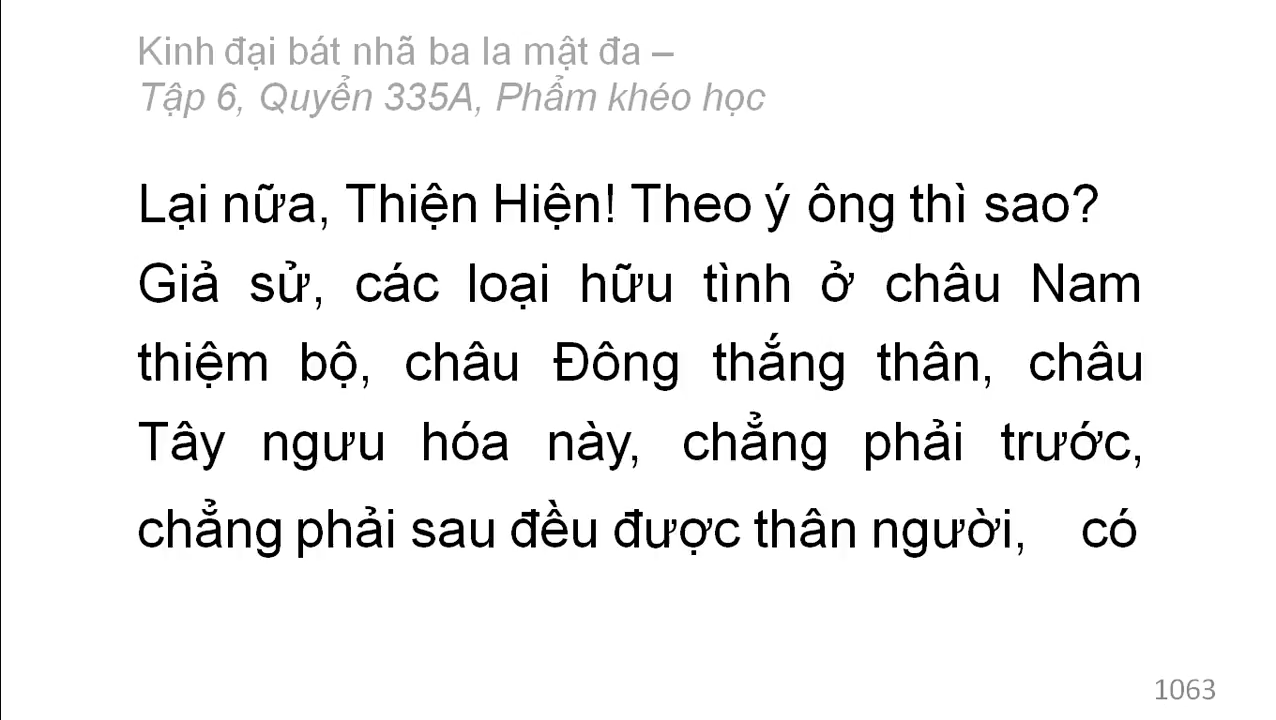 Kinh đại bát nhã ba la mật đa –
Tập 6, Quyển 335A, Phẩm khéo học
Lại nữa, Thiện Hiện! Theo ý ông thì sao?
Giả sử, các loại hữu tình ở châu Nam
thiệm bộ, châu Đông thắng thân, châu
Tây ngưu hóa này, chẳng phải trước,
chẳng phải sau đều được thân người, có
1063